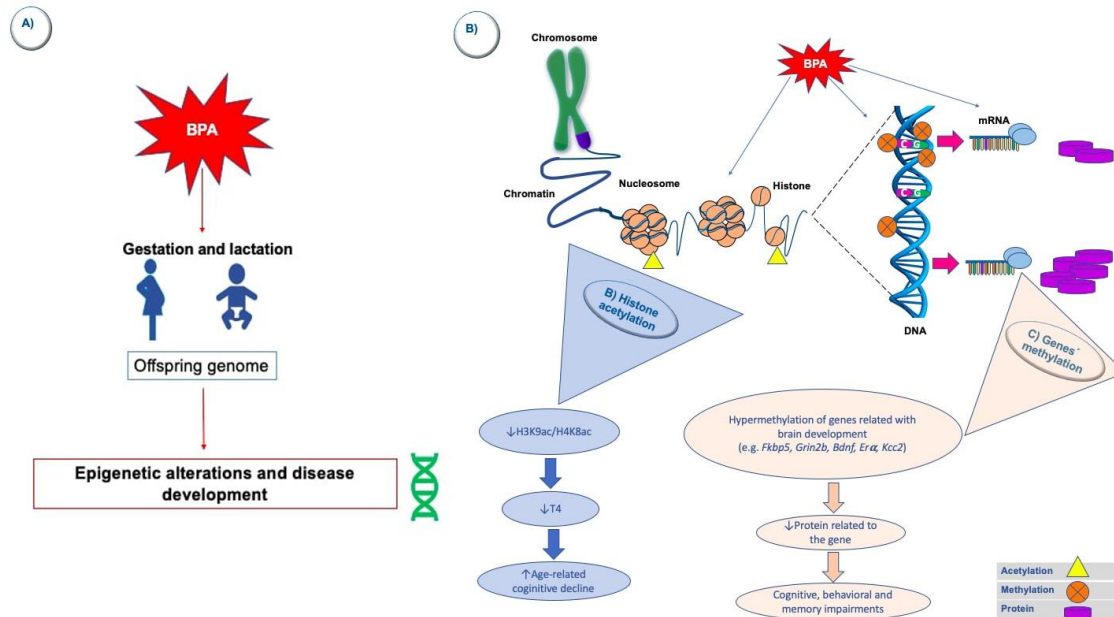 A)
BPA
Gestation and lactation
Offspring genome
Epigenetic alterations and disease
development
B)
Chromosome
BPA
mRNA
Chromatin
Nucleosome
Histone
C G
C G
DNA
B) Histone
acetylation
C) Genes´
methylation
↓H3K9ac/H4K8ac
↓T4
↑Age-related
coginitive decline
Hypermethylation of genes related with
brain development
(e.g. Fkbp5, Grin2b, Bdnf, Erα, Kcc2)
↓Protein related to
the gene
Cognitive, behavioral and
memory impairments
Acetylation
Methylation
Protein